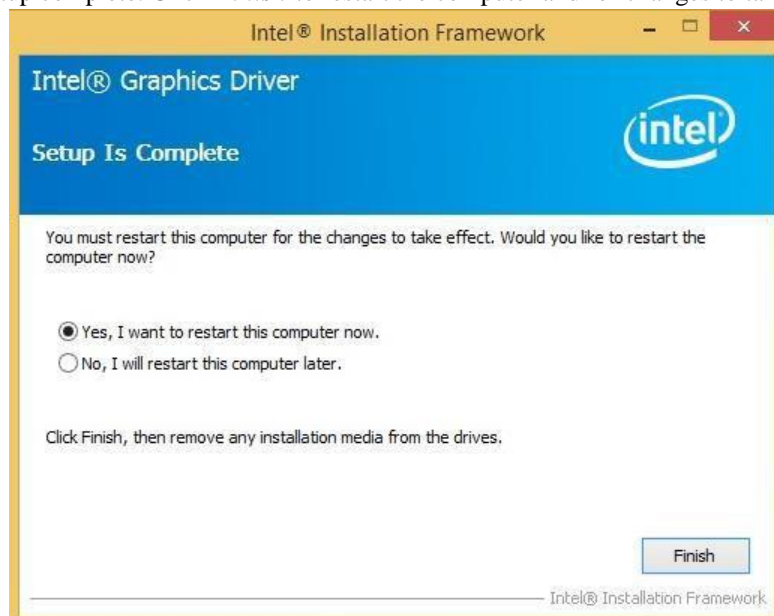 Intel® Installation Framework
Intel® Graphics Driver
intel
Setup Is Complete
You must restart this computer for the changes to take effect. Would you like to restart the
computer now?
Yes, I want to restart this computer now.
No, I will restart this computer later.
Click Finish, then remove any installation media from the drives.
Finish
Intel® Installation Framework